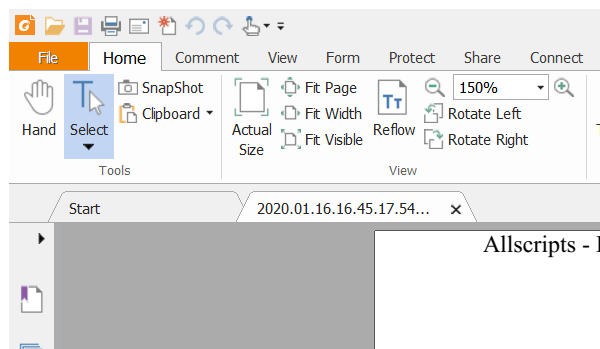 File Home Comment View Form Protect Share Connect
Hand
Select
SnapShot
Clipboard
Tools
Actual
Size
Fit Page
Fit Width
Fit Visible
Reflow
150%
Rotate Left
Rotate Right
View
Start
2020.01.16.16.45.17.54...
Allscripts -